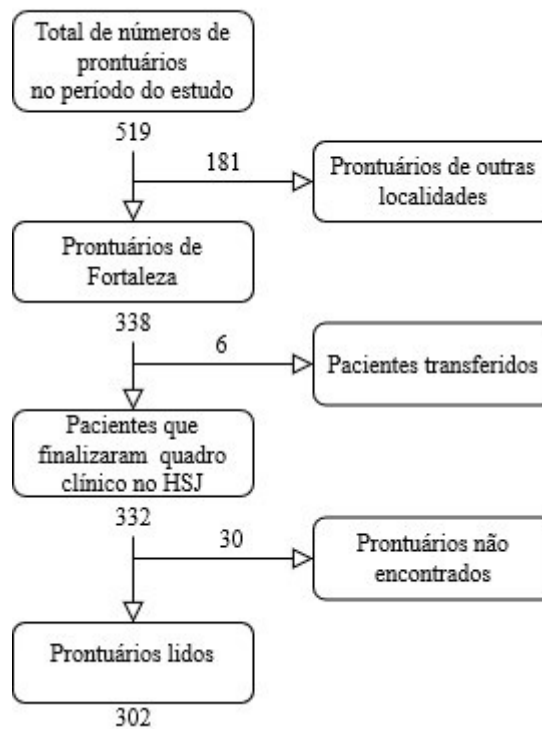 Total de números de
prontuários
no período do estudo
519
181
Prontuários de outras
localidades
Prontuários de
Fortaleza
338
6
Pacientes transferidos
Pacientes que
finalizaram quadro
clínico no HSJ
332
30
Prontuários não
encontrados
Prontuários lidos
302